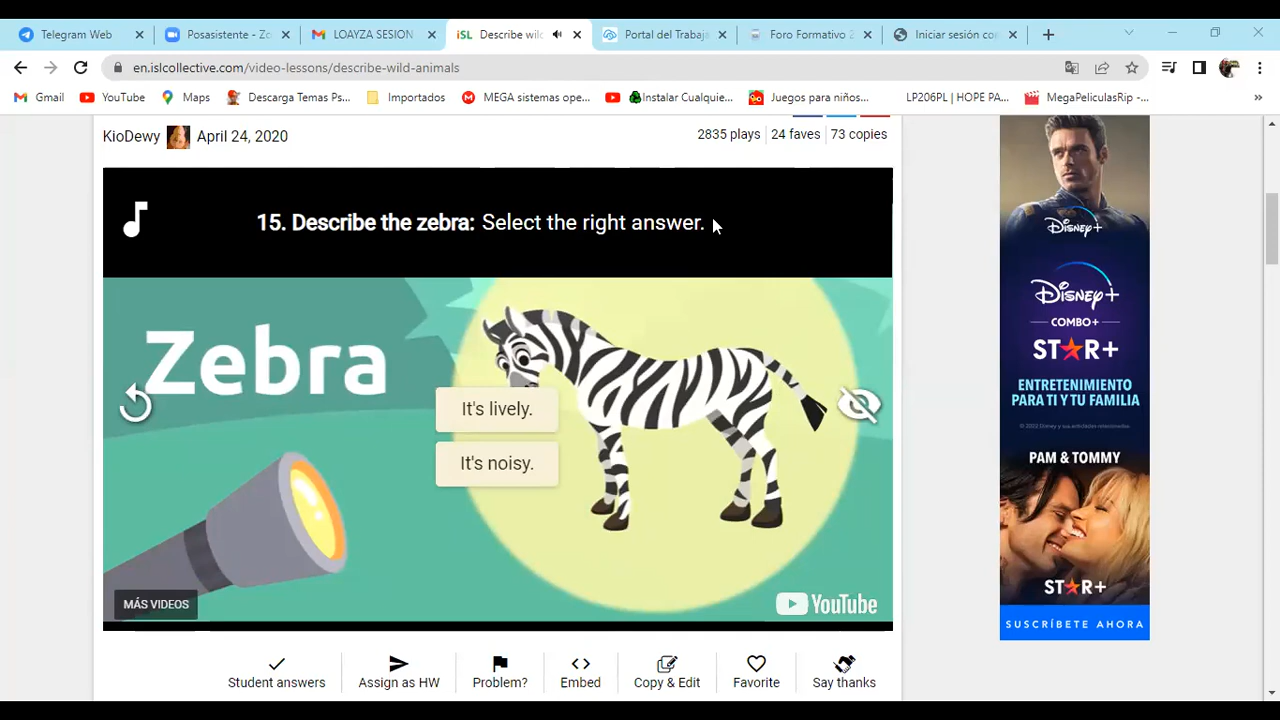 Telegram Web
Posasistente - Zo
LOAYZA SESION
iSL Describe wil
Portal del Trabaja
Foro Formativo 2
Iniciar sesión co
en.islcollective.com/video-lessons/describe-wild-animals
Gmail
YouTube
Maps
Descarga Temas Ps...
Importados
MEGA sistemas ope...
Instalar Cualquie...
Juegos para niños...
LP206PL | HOPE PA...
MegaPeliculasRip -...
KioDewy April 24, 2020
2835 plays 24 faves 73 copies
15. Describe the zebra: Select the right answer.
Zebra
It's lively.
It's noisy.
MÁS VIDEOS
YouTube
Student answers
Assign as HW
Problem?
Embed
Copy & Edit
Favorite
Say thanks
Disney+
Disney+
COMBO+
STAR+
ENTRETENIMIENTO
PARA TI Y TU FAMILIA
PAM & TOMMY
STAR+
SUSCRÍBETE AHORA